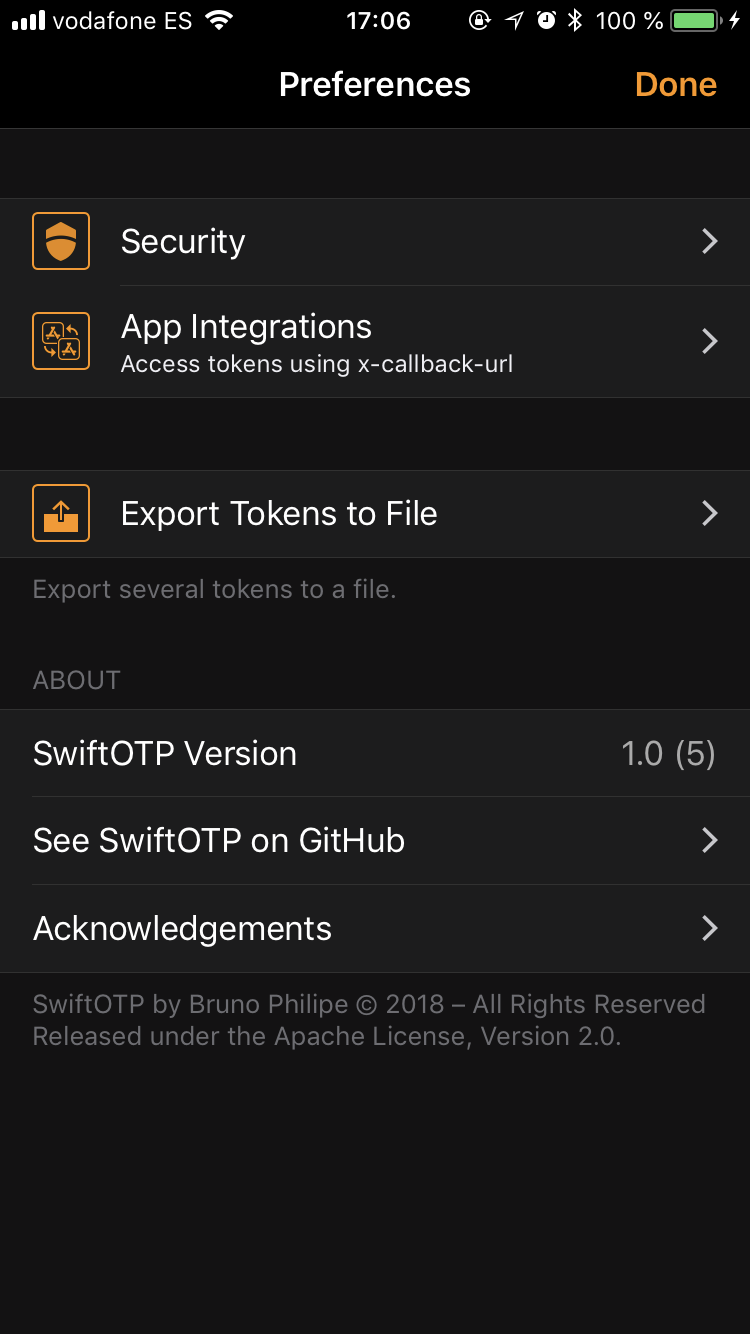 vodafone ES 17:06 100 %
Preferences Done
Security
App Integrations
Access tokens using x-callback-url
Export Tokens to File
Export several tokens to a file.
ABOUT
SwiftOTP Version 1.0 (5)
See SwiftOTP on GitHub
Acknowledgements
SwiftOTP by Bruno Philipe © 2018 – All Rights Reserved
Released under the Apache License, Version 2.0.